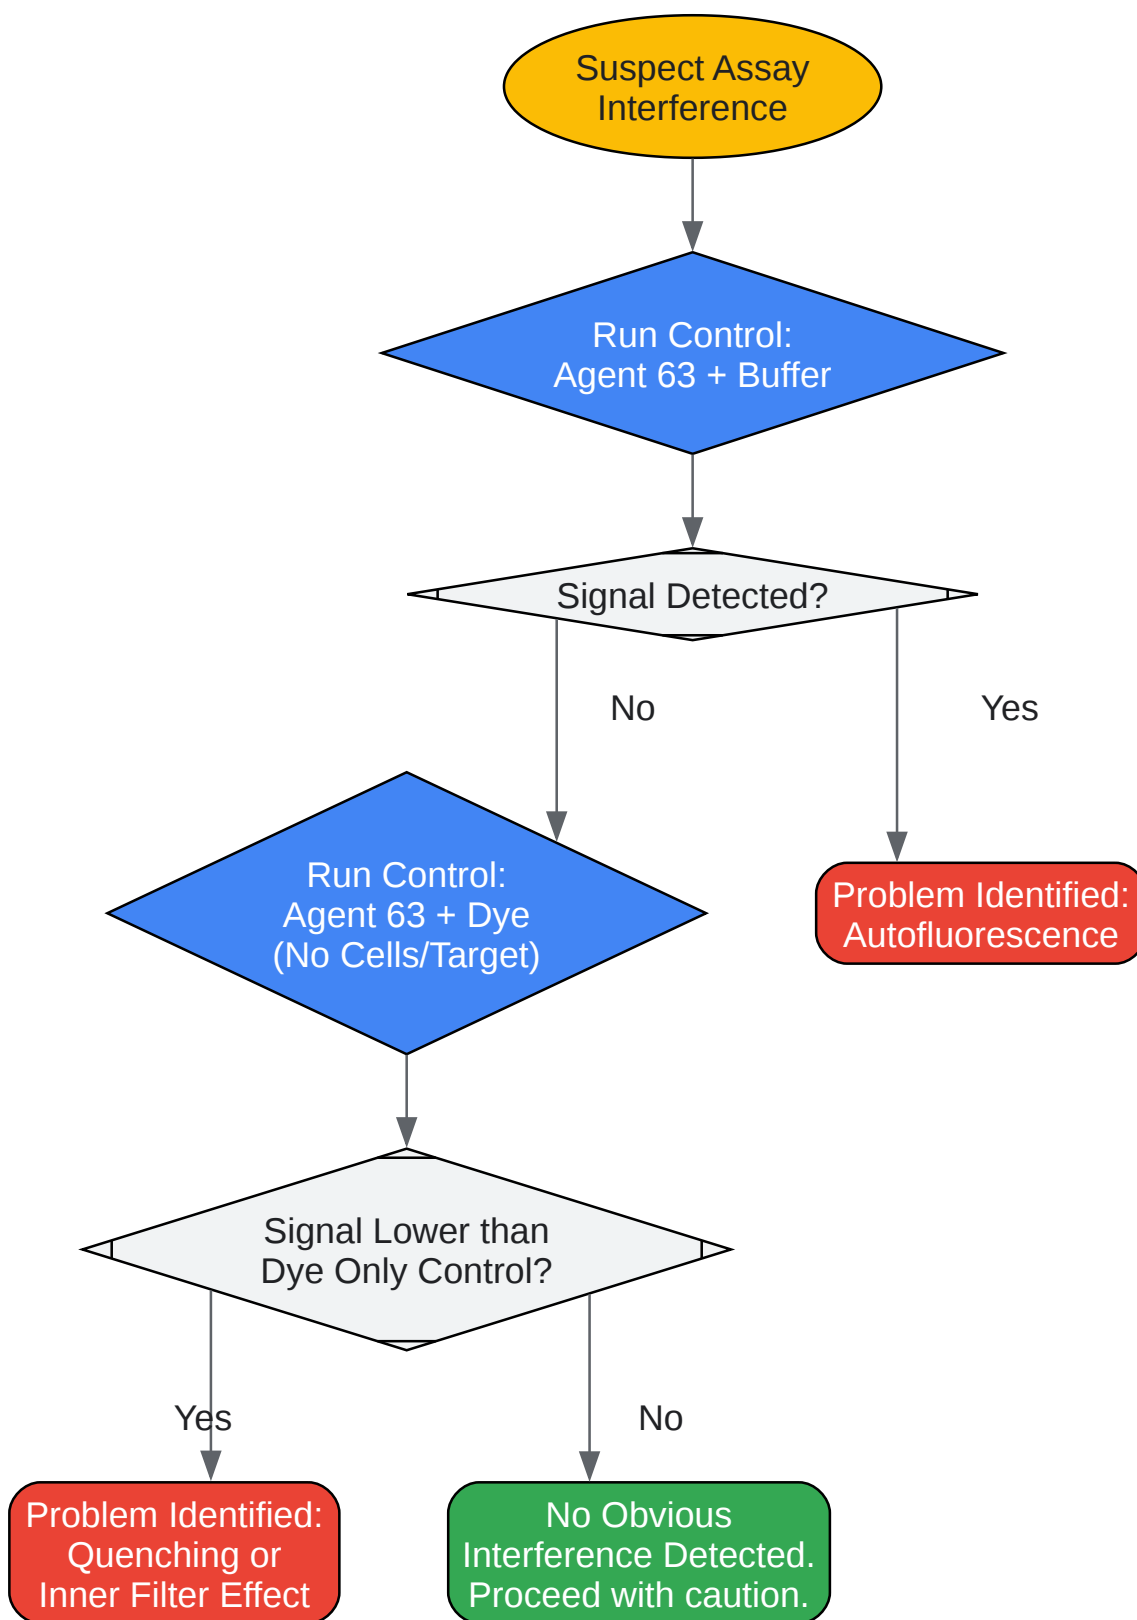 Suspect Assay
Interference
Run Control:
Agent 63 + Buffer
Signal Detected?
No
Yes
Run Control:
Agent 63 + Dye
(No Cells/Target)
Problem Identified:
Autofluorescence
Signal Lower than
Dye Only Control?
Yes
No
Problem Identified:
Quenching or
Inner Filter Effect
No Obvious
Interference Detected.
Proceed with caution.